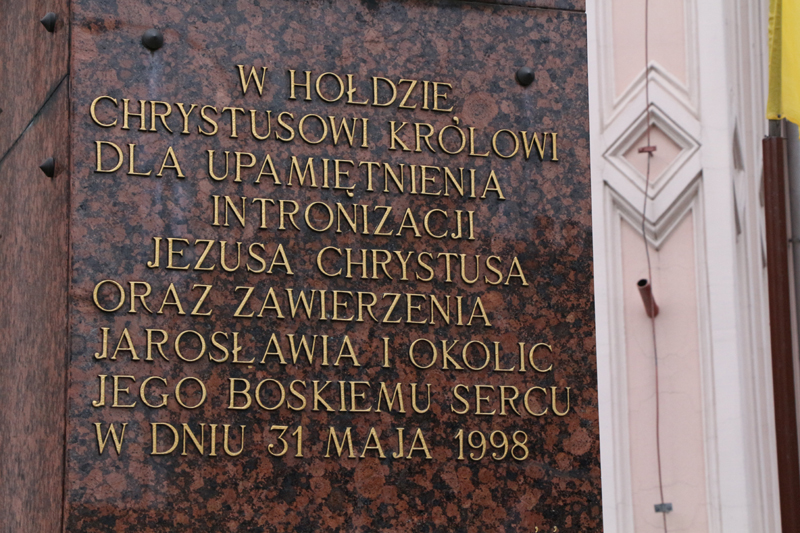 W HOŁDZIE
CHRYSTUSOWI KRÓLOWI
DLA UPAMIĘTNIENIA
INTRONIZACJI
JEZUSA CHRYSTUSA
ORAZ ZAWIERZENIA
JAROSŁAWIA I OKOLIC
JEGO BOSKIEMU SERCU
W DNIU 31 MAJA 1998